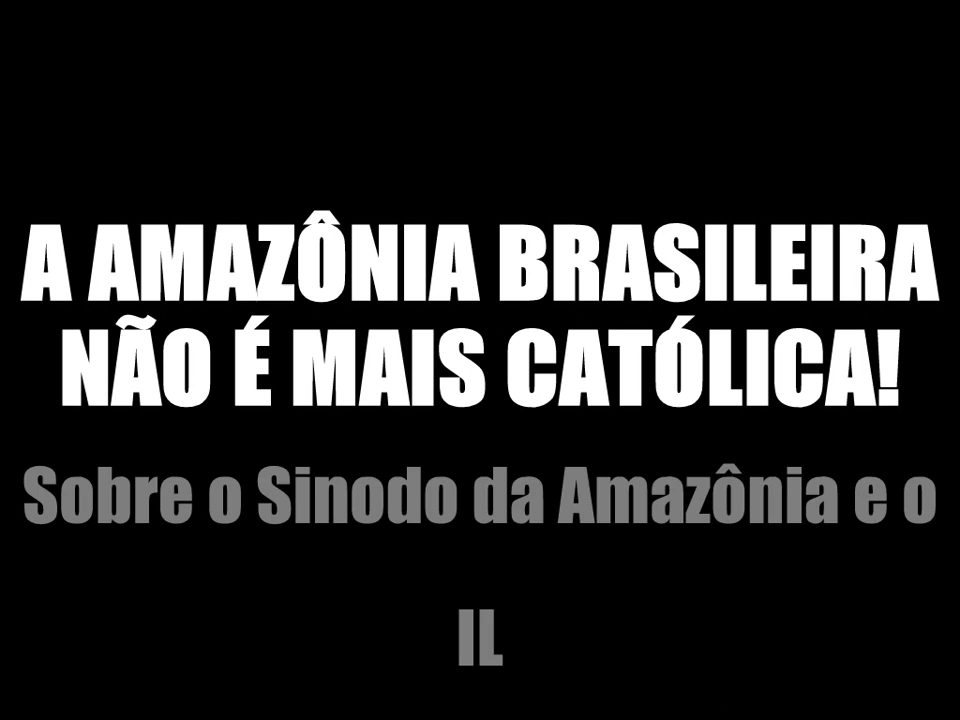 A AMAZÔNIA BRASILEIRA
NÃO É MAIS CATÓLICA!
Sobre o Sinodo da Amazônia e o
IL